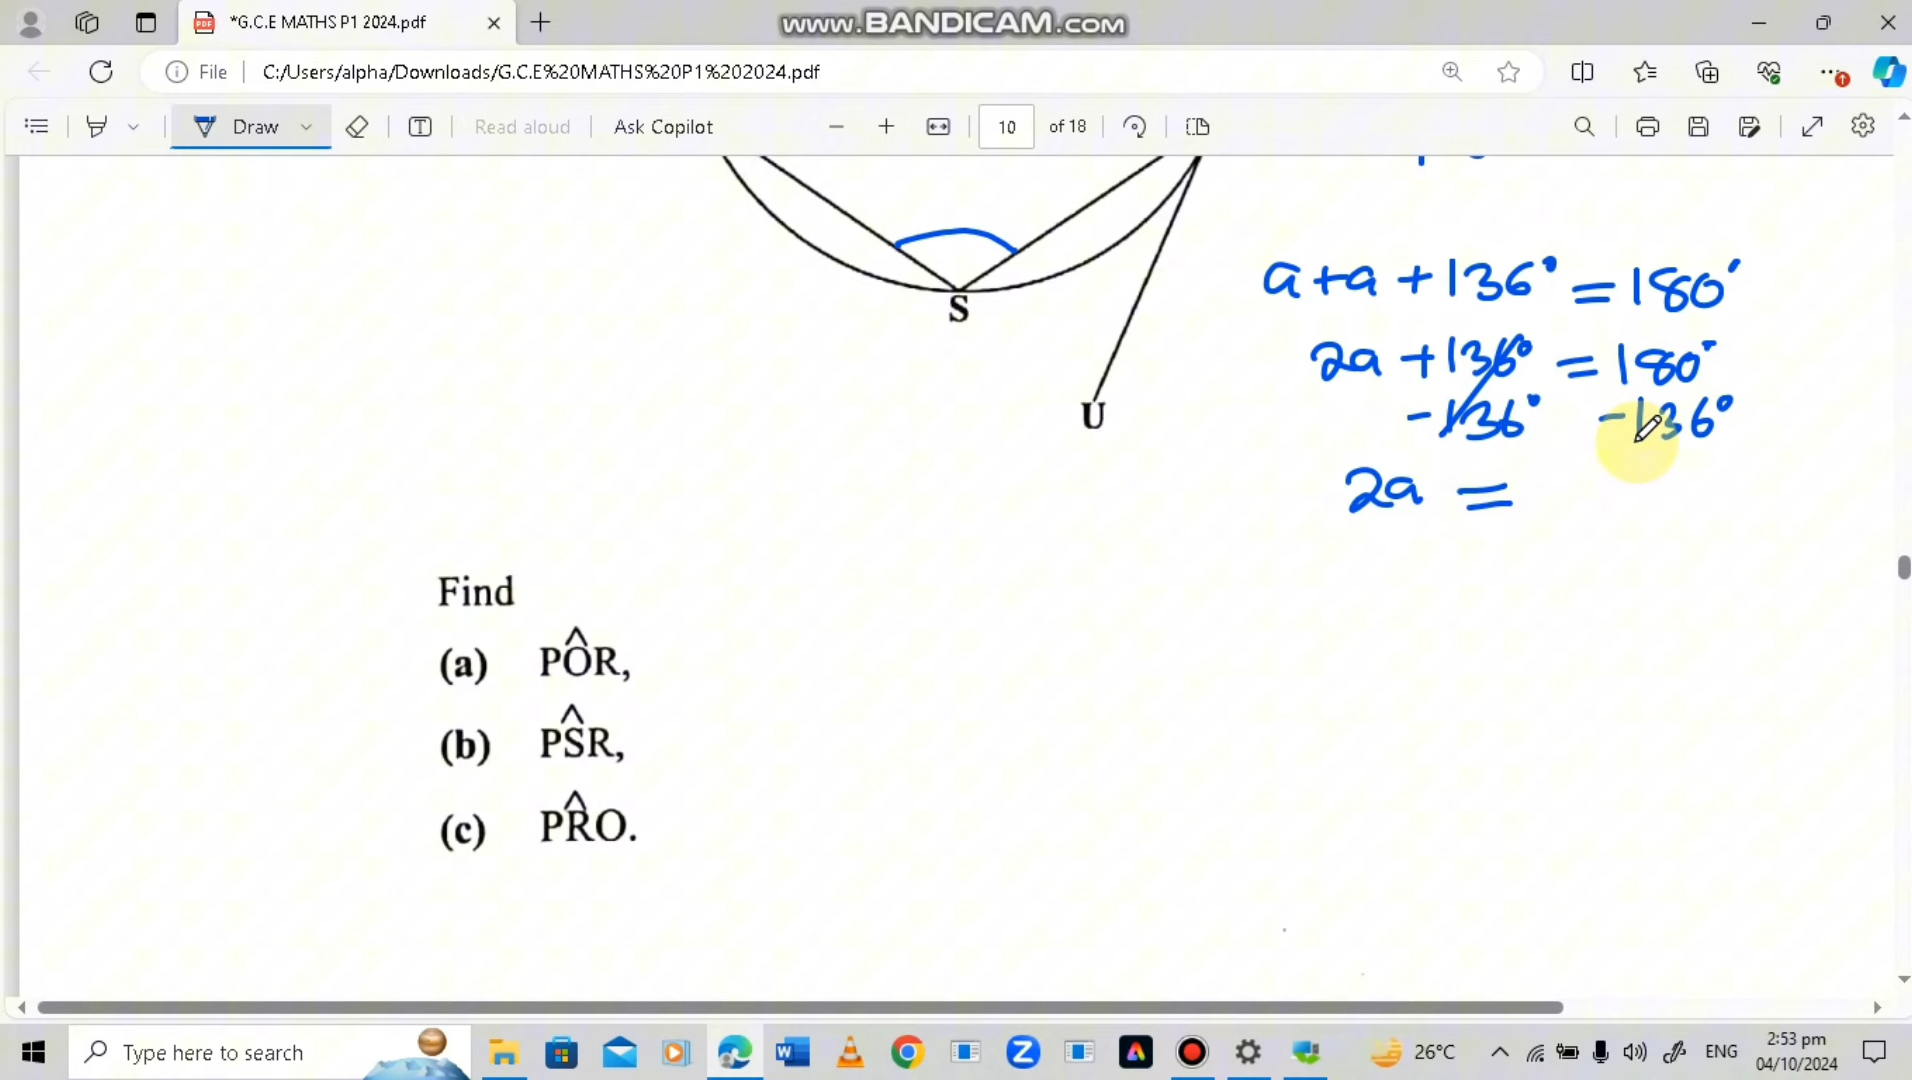 www.BANDICAM.com
*G.C.E MATHS P1 2024.pdf
File
C:/Users/alpha/Downloads/G.C.E%20MATHS%20P1%202024.pdf
Draw
Read aloud
Ask Copilot
10 of 18
S
U
a+a +136° = 180°
2a +136° = 180°
-136° -136°
2a =
Find
(a) PÔR,
(b) PŜR,
(c) PR̂O.
Type here to search
26°C
ENG
2:53 pm
04/10/2024